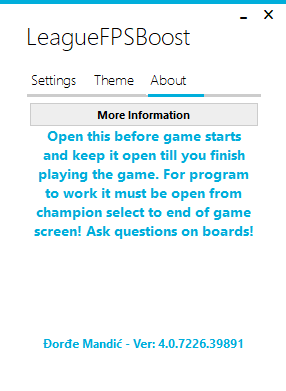 LeagueFPSBoost
Settings Theme About
More Information
Open this before game starts
and keep it open till you finish
playing the game. For program
to work it must be open from
champion select to end of game
screen! Ask questions on boards!
Đorđe Mandić - Ver: 4.0.7226.39891